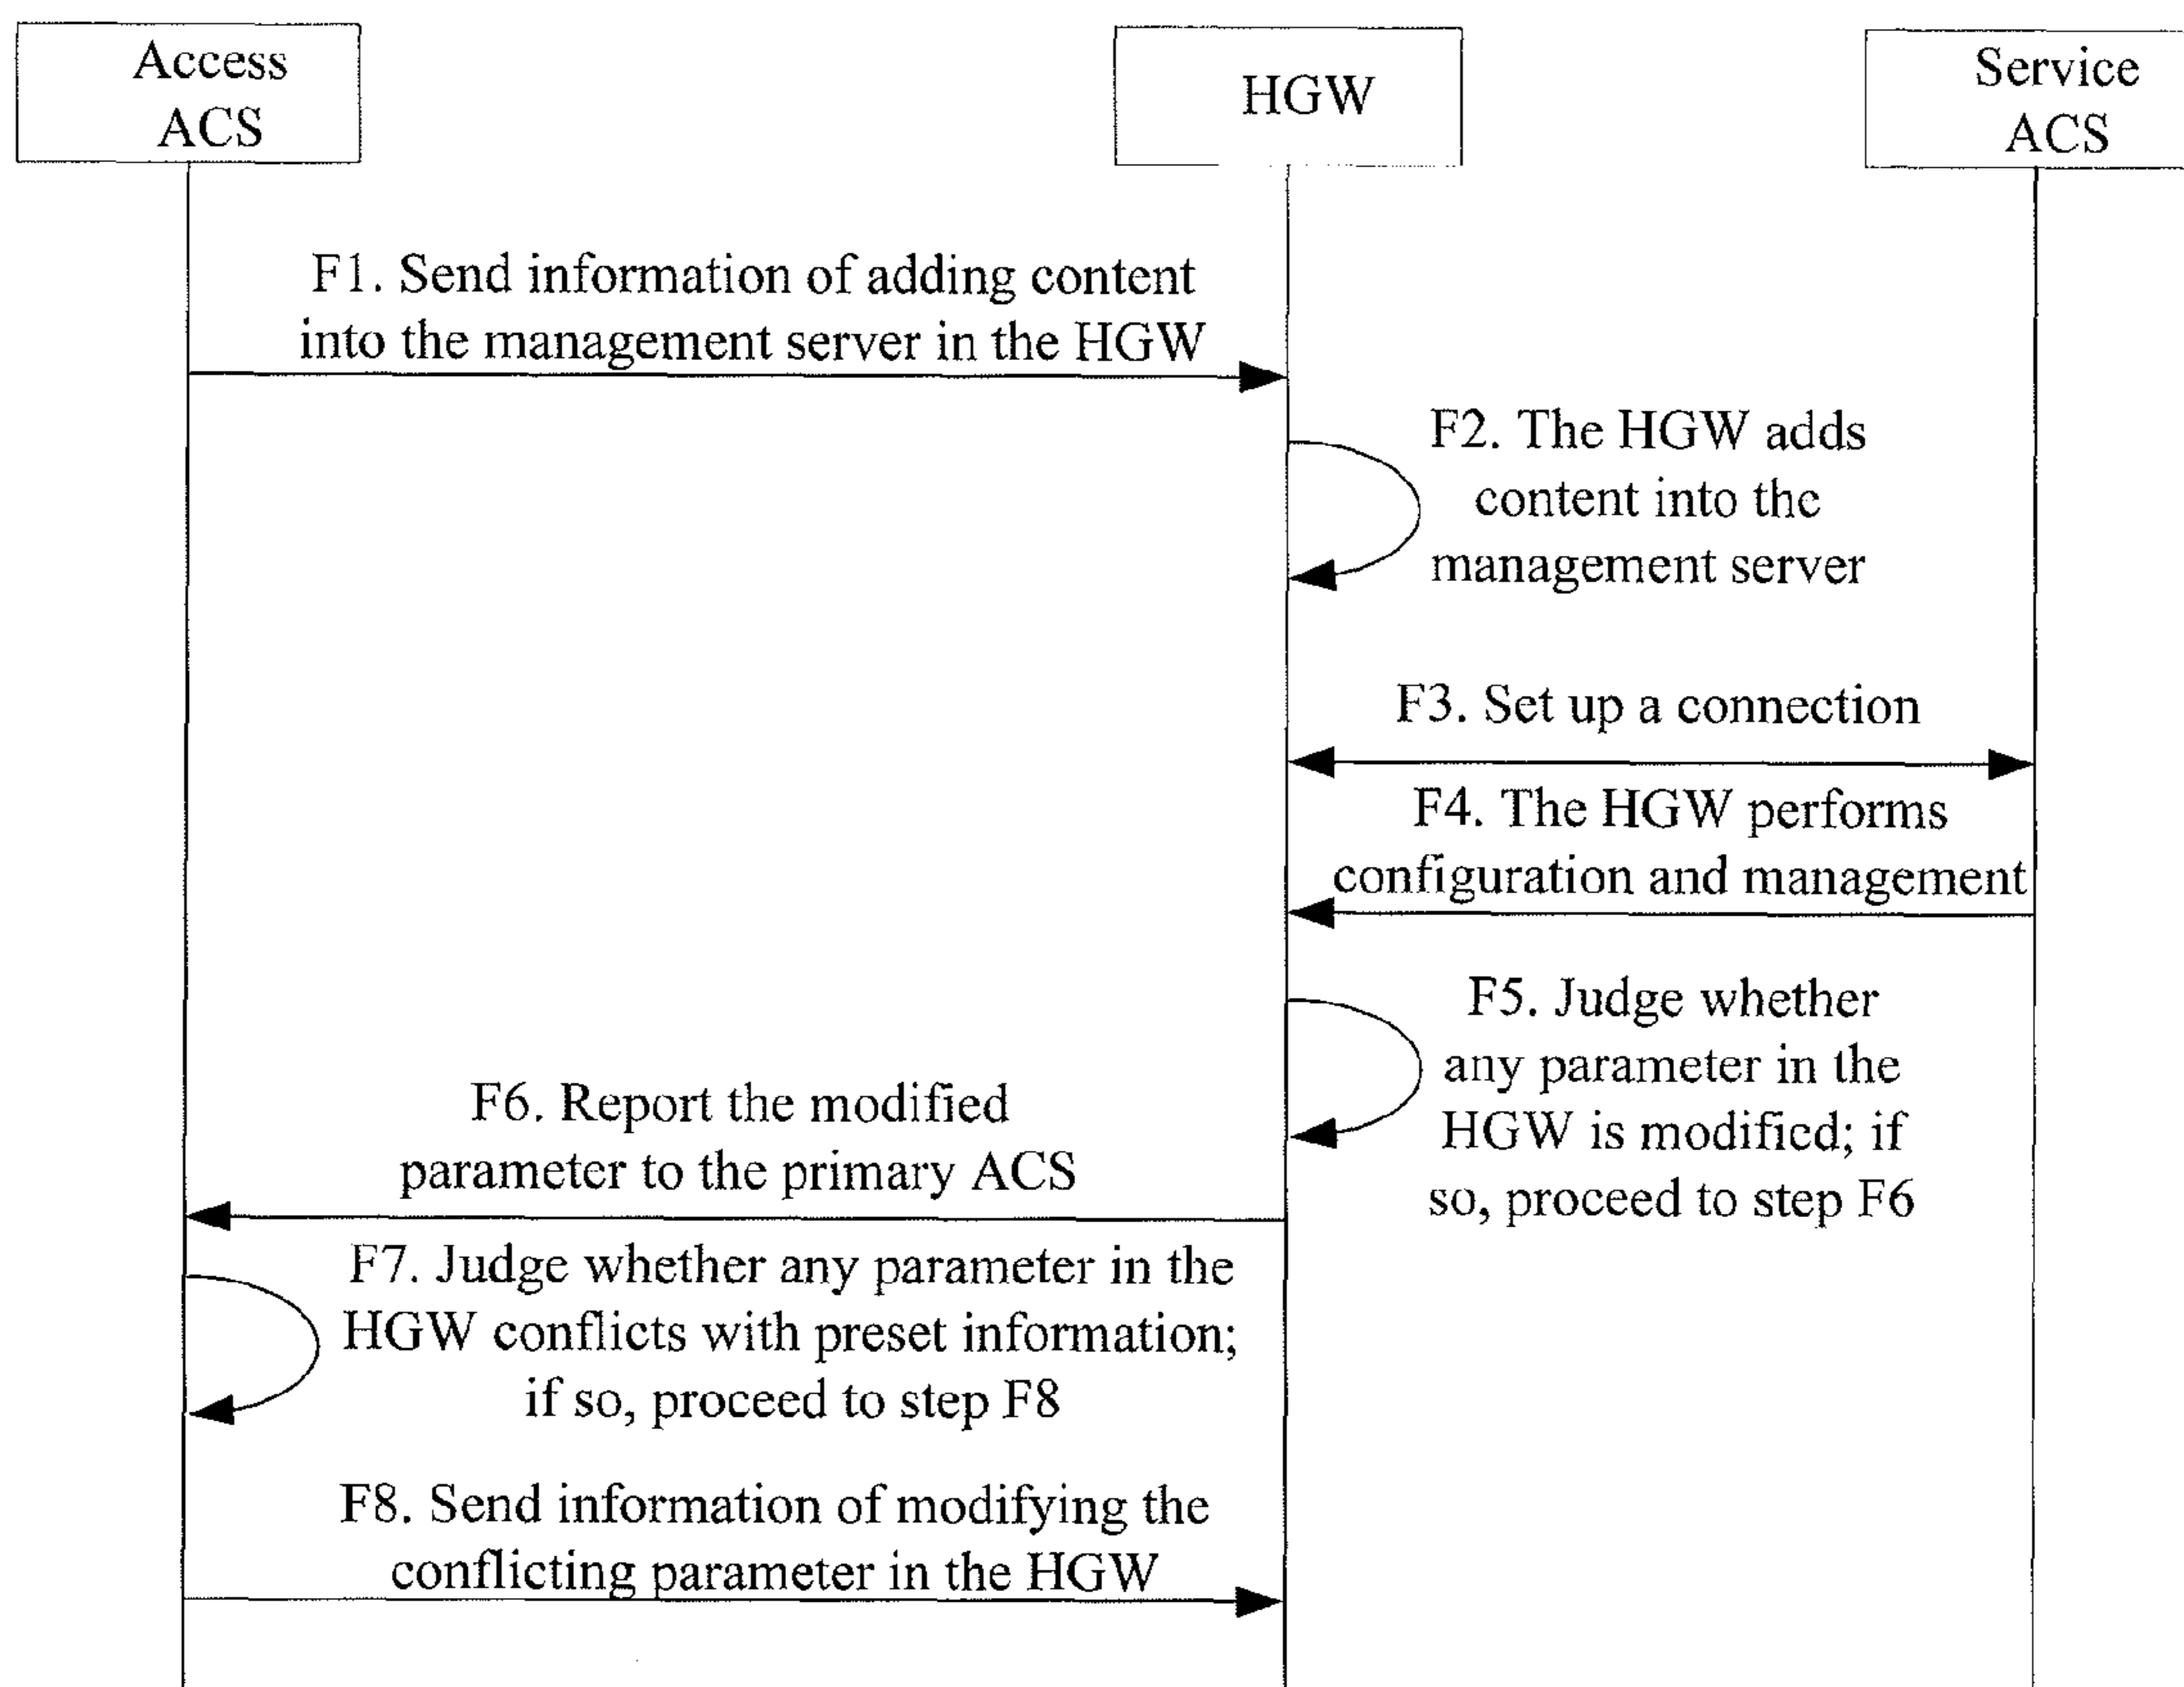 Access
ACS
HGW
Service
ACS
F1. Send information of adding content
into the management server in the HGW
F2. The HGW adds
content into the
management server
F3. Set up a connection
F4. The HGW performs
configuration and management
F5. Judge whether
any parameter in the
HGW is modified; if
so, proceed to step F6
F6. Report the modified
parameter to the primary ACS
F7. Judge whether any parameter in the
HGW conflicts with preset information;
if so, proceed to step F8
F8. Send information of modifying the
conflicting parameter in the HGW